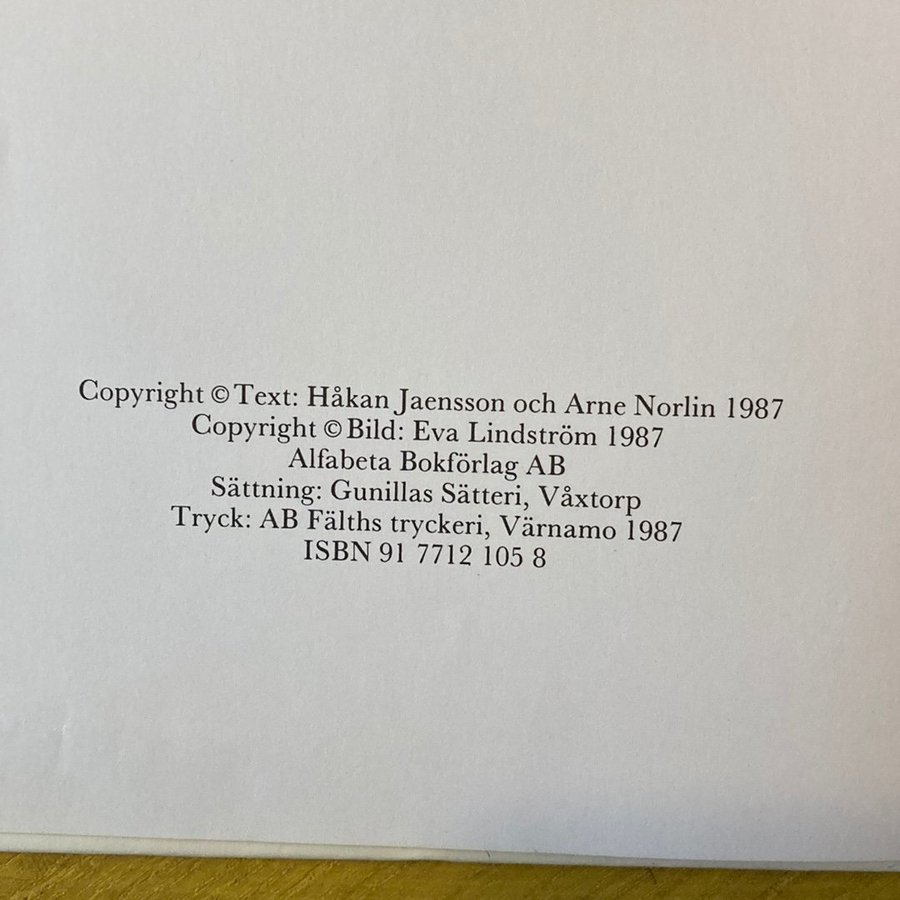 Copyright © Text: Håkan Jaensson och Arne Norlin 1987
Copyright © Bild: Eva Lindström 1987
Alfabeta Bokförlag AB
Sättning: Gunillas Sätteri, Våxtorp
Tryck: AB Fälths tryckeri, Värnamo 1987
ISBN 91 7712 105 8